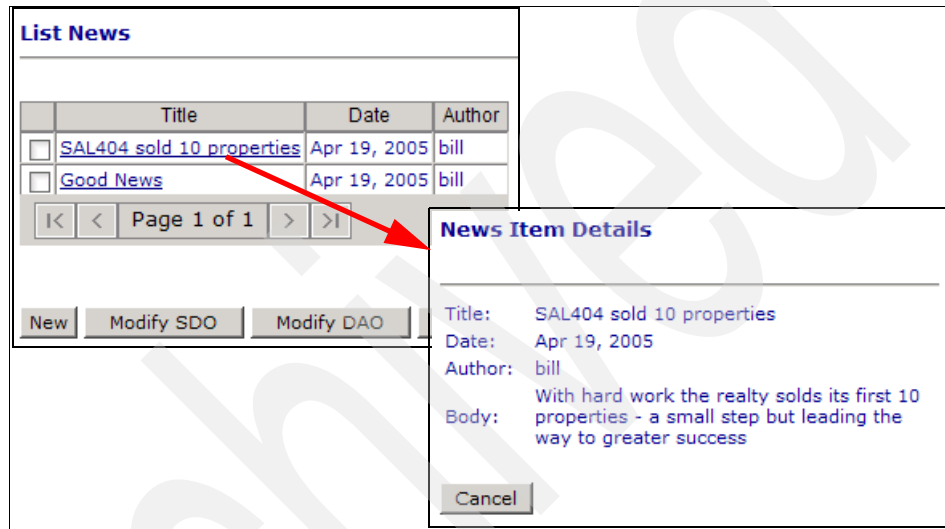 List News
Title Date Author
SAL404 sold 10 properties Apr 19, 2005 bill
Good News Apr 19, 2005 bill
|< < Page 1 of 1 > >|
New Modify SDO Modify DAO
News Item Details
Title: SAL404 sold 10 properties
Date: Apr 19, 2005
Author: bill
Body: With hard work the realty solds its first 10
properties - a small step but leading the
way to greater success
Cancel